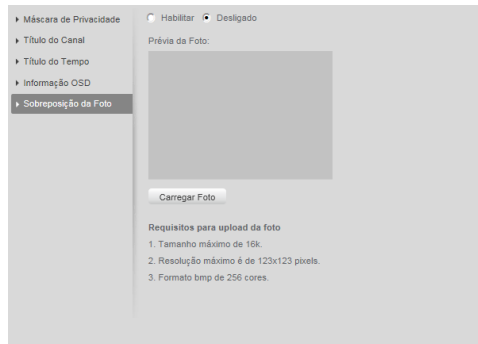 Máscara de Privacidade
Título do Canal
Título do Tempo
Informação OSD
Sobreposição da Foto
Habilitar Desligado
Prévia da Foto:
Carregar Foto
Requisitos para upload da foto
1. Tamanho máximo de 16k.
2. Resolução máximo é de 123x123 pixels.
3. Formato bmp de 256 cores.